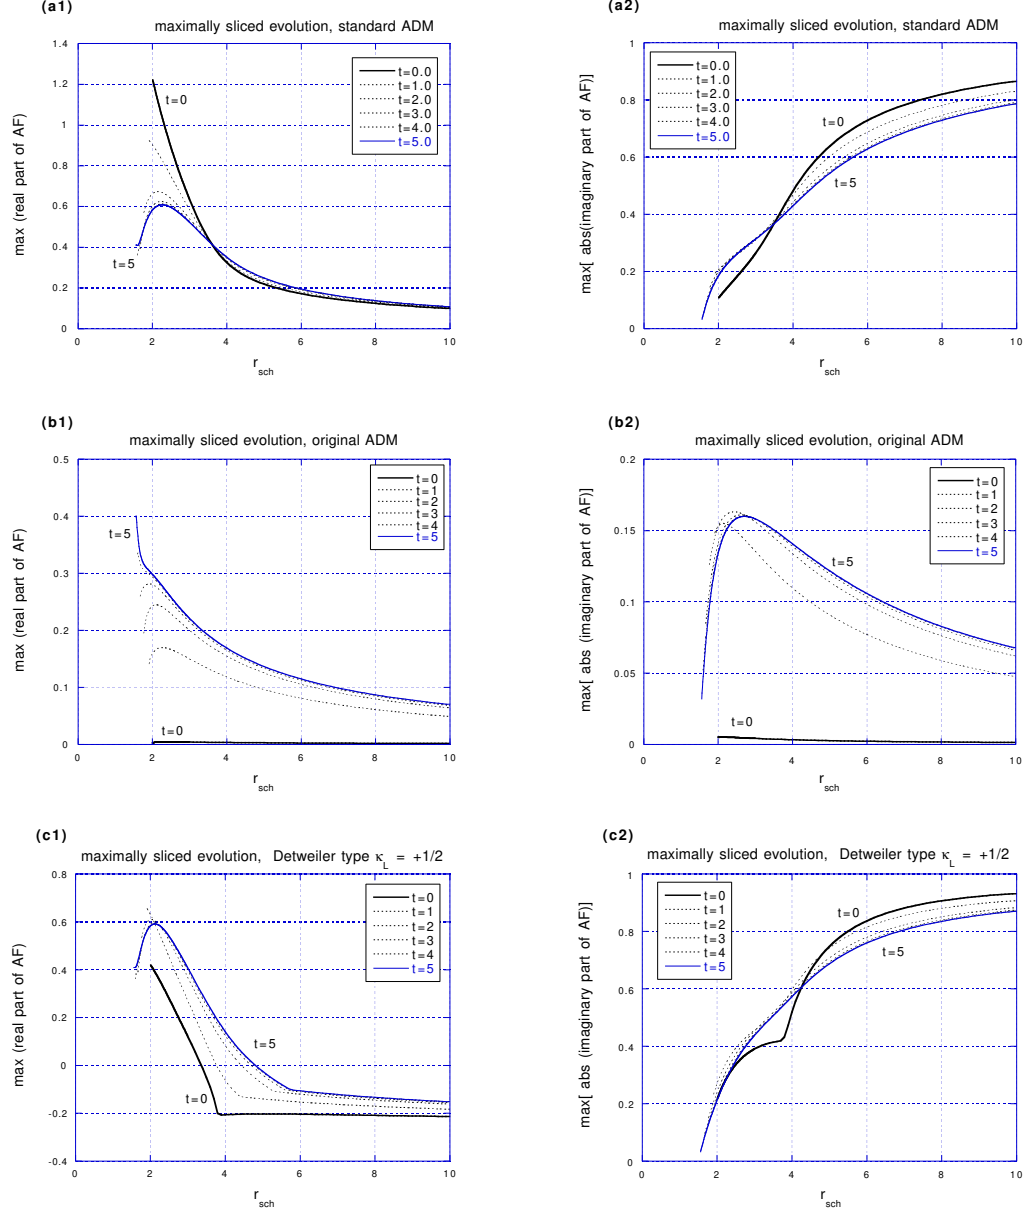 (a1)
maximally sliced evolution, standard ADM
max (real part of AF)
1.4
1.2
1
0.8
0.6
0.4
0.2
0
0
2
4
6
8
10
r sch
t=0
t=5
t=0.0
t=1.0
t=2.0
t=3.0
t=4.0
t=5.0
(a2)
maximally sliced evolution, standard ADM
max[ abs(imaginary part of AF)]
1
0.8
0.6
0.4
0.2
0
0
2
4
6
8
10
r sch
t=0
t=5
t=0.0
t=1.0
t=2.0
t=3.0
t=4.0
t=5.0
(b1)
maximally sliced evolution, original ADM
max (real part of AF)
0.5
0.4
0.3
0.2
0.1
0
0
2
4
6
8
10
r sch
t=5
t=0
t=0
t=1
t=2
t=3
t=4
t=5
(b2)
maximally sliced evolution, original ADM
max[ abs (imaginary part of AF)]
0.2
0.15
0.1
0.05
0
0
2
4
6
8
10
r sch
t=5
t=0
t=0
t=1
t=2
t=3
t=4
t=5
(c1)
maximally sliced evolution, Detweiler type κL = +1/2
max (real part of AF)
0.8
0.6
0.4
0.2
0
-0.2
-0.4
0
2
4
6
8
10
r sch
t=5
t=0
t=0
t=1
t=2
t=3
t=4
t=5
(c2)
maximally sliced evolution, Detweiler type κL = +1/2
max[ abs (imaginary part of AF)]
1
0.8
0.6
0.4
0.2
0
0
2
4
6
8
10
r sch
t=0
t=5
t=0
t=1
t=2
t=3
t=4
t=5